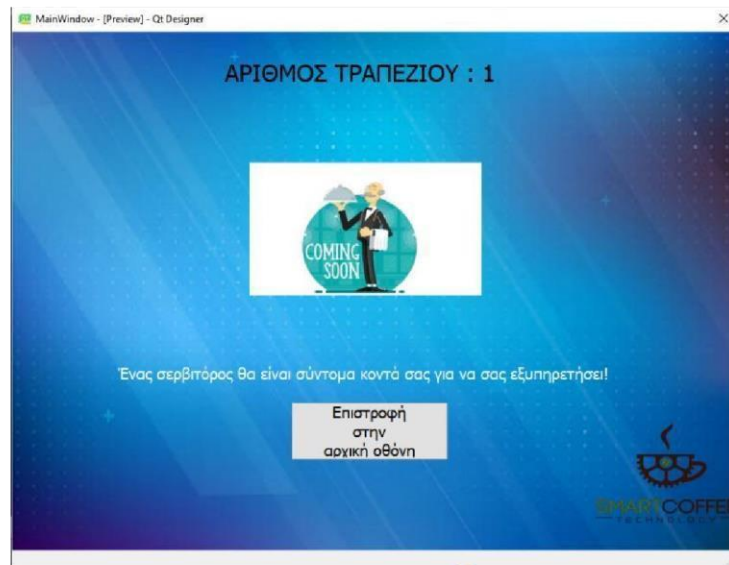 MainWindow - [Preview] - Qt Designer
ΑΡΙΘΜΟΣ ΤΡΑΠΕΖΙΟΥ : 1
COMING
SOON
Ένας σερβιτόρος θα είναι σύντομα κοντά σας για να σας εξυπηρετήσει!
Επιστροφή
στην
αρχική οθόνη
SMARTCOFFEE
TECHNOLOGY